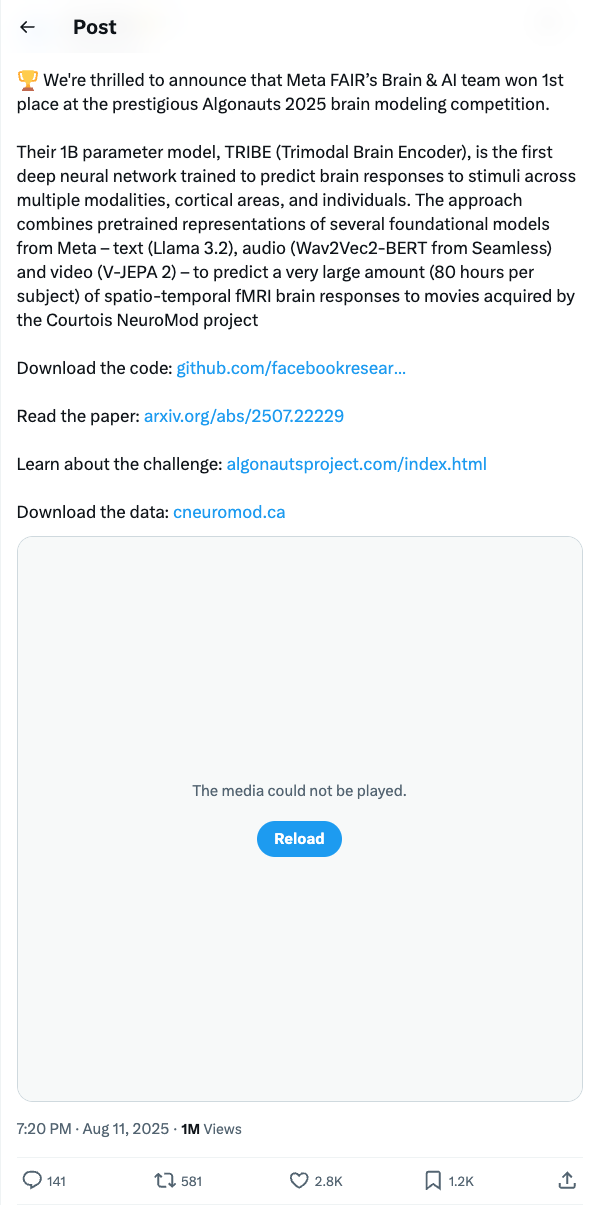 Post
🏆 We're thrilled to announce that Meta FAIR’s Brain & AI team won 1st
place at the prestigious Algonauts 2025 brain modeling competition.
Their 1B parameter model, TRIBE (Trimodal Brain Encoder), is the first
deep neural network trained to predict brain responses to stimuli across
multiple modalities, cortical areas, and individuals. The approach
combines pretrained representations of several foundational models
from Meta – text (Llama 3.2), audio (Wav2Vec2-BERT from Seamless)
and video (V-JEPA 2) – to predict a very large amount (80 hours per
subject) of spatio-temporal fMRI brain responses to movies acquired by
the Courtois NeuroMod project
Download the code: github.com/facebookresear…
Read the paper: arxiv.org/abs/2507.22229
Learn about the challenge: algonautsproject.com/index.html
Download the data: cneuromod.ca
The media could not be played.
Reload
7:20 PM · Aug 11, 2025 · 1M Views
141 581 2.8K 1.2K